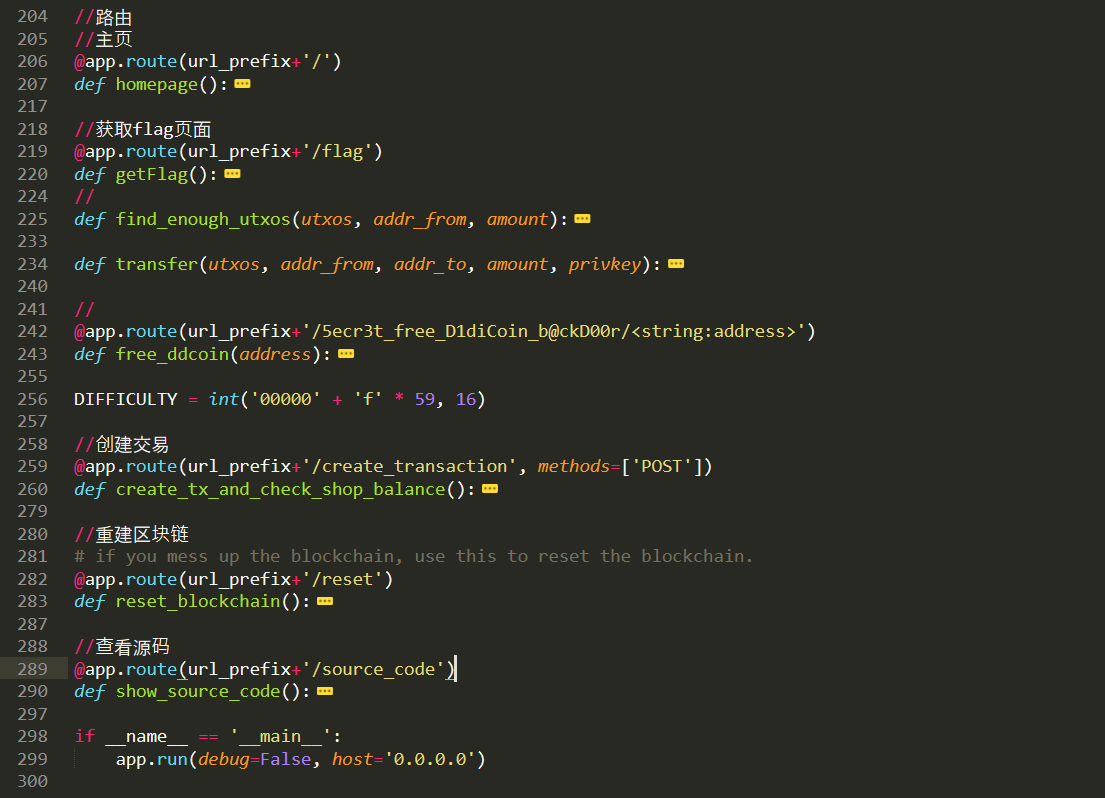 204 //路由
205 //主页
206 @app.route(url_prefix+'/')
207 def homepage():
217
218 //获取flag页面
219 @app.route(url_prefix+'/flag')
220 def getFlag():
224 //
225 def find_enough_utxos(utxos, addr_from, amount):
233
234 def transfer(utxos, addr_from, addr_to, amount, privkey):
240
241 //
242 @app.route(url_prefix+'/5ecr3t_free_D1diCoin_b@ckD00r/<string:address>')
243 def free_ddcoin(address):
255
256 DIFFICULTY = int('00000' + 'f' * 59, 16)
257
258 //创建交易
259 @app.route(url_prefix+'/create_transaction', methods=['POST'])
260 def create_tx_and_check_shop_balance():
279
280 //重建区块链
281 # if you mess up the blockchain, use this to reset the blockchain.
282 @app.route(url_prefix+'/reset')
283 def reset_blockchain():
287
288 //查看源码
289 @app.route(url_prefix+'/source_code')
290 def show_source_code():
297
298 if __name__ == '__main__':
299 app.run(debug=False, host='0.0.0.0')
300